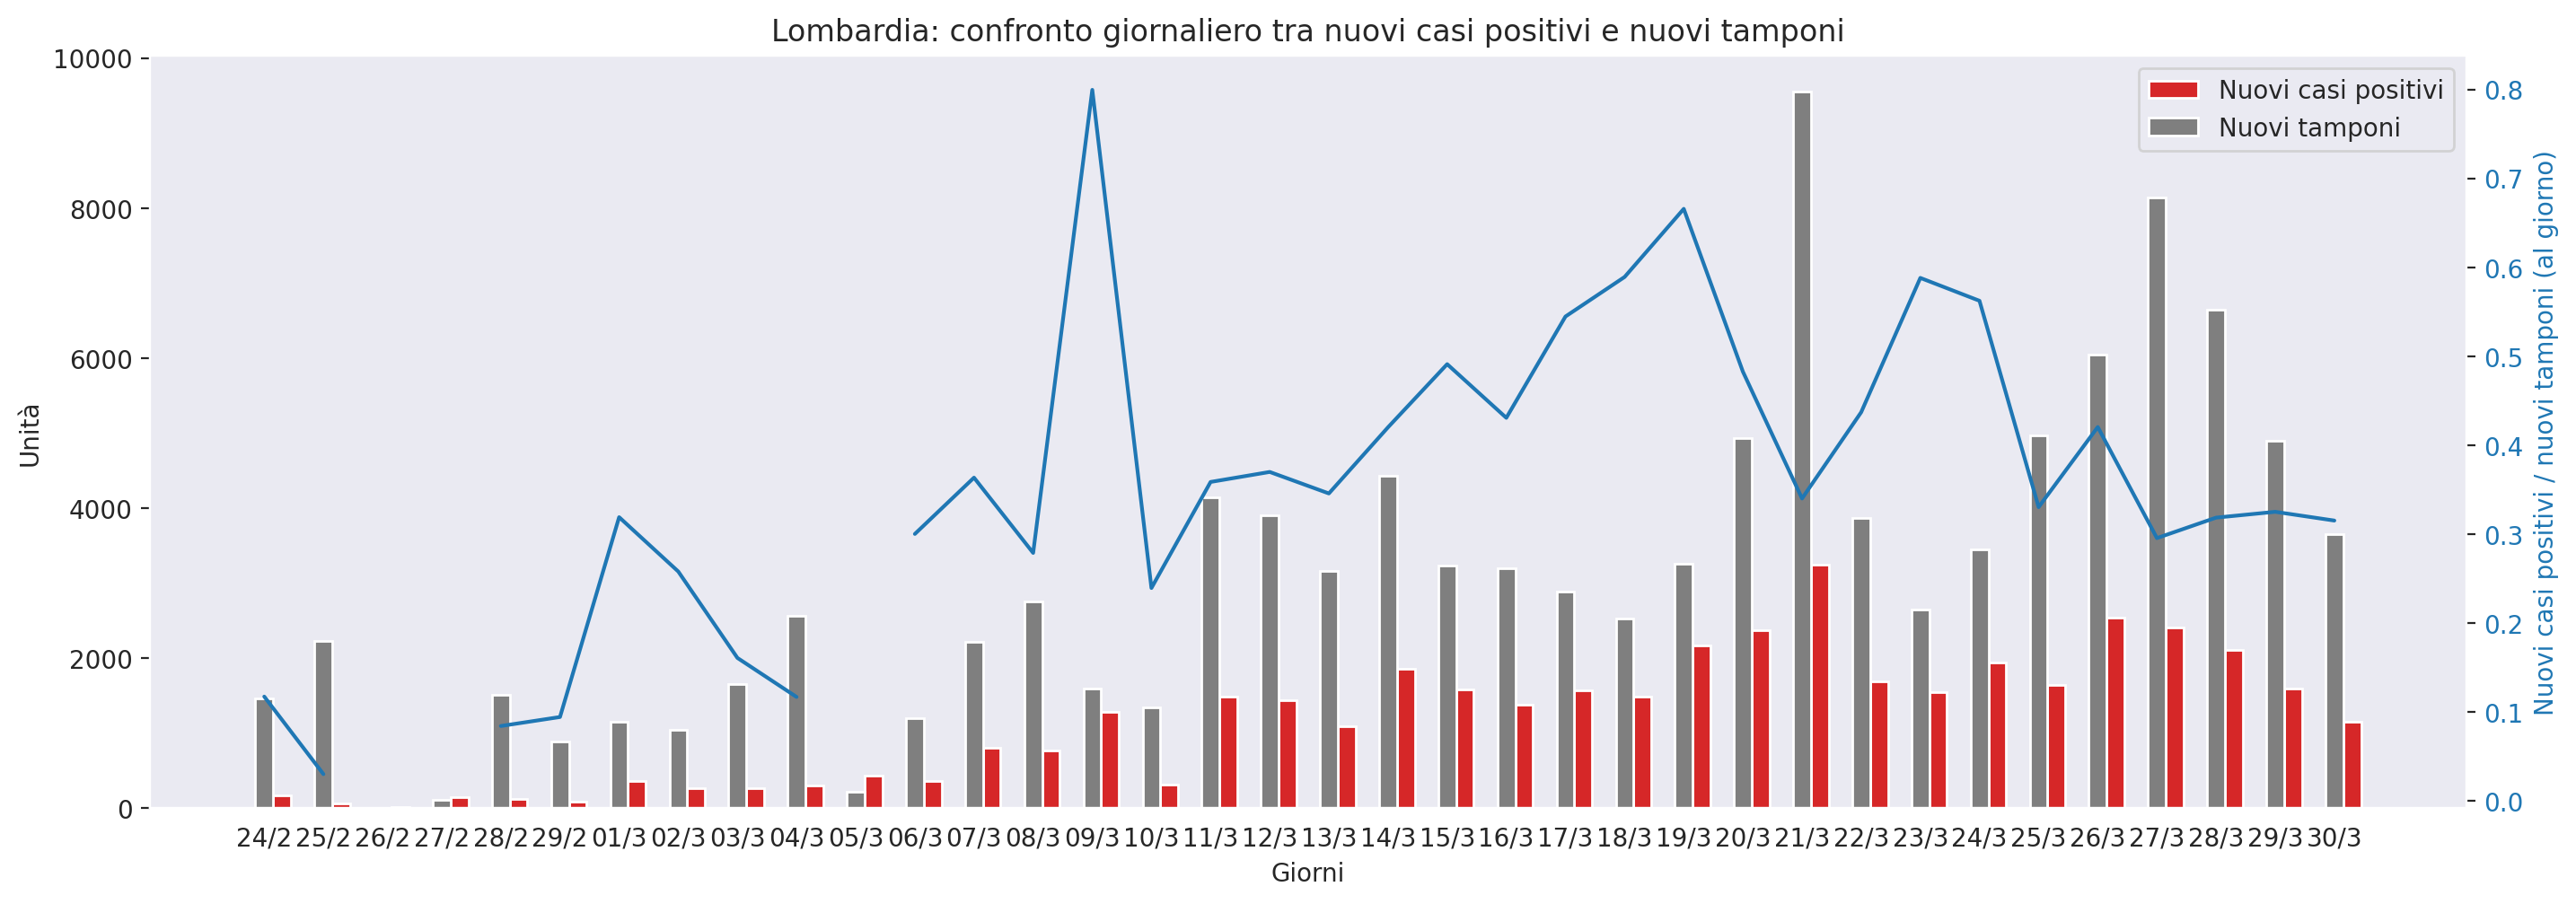 Lombardia: confronto giornaliero tra nuovi casi positivi e nuovi tamponi
Nuovi casi positivi
Nuovi tamponi
Unità
10000
8000
6000
4000
2000
0
0.8
0.7
0.6
0.5
0.4
0.3
0.2
0.1
0.0
Nuovi casi positivi / nuovi tamponi (al giorno)
24/2 25/2 26/2 27/2 28/2 29/2 01/3 02/3 03/3 04/3 05/3 06/3 07/3 08/3 09/3 10/3 11/3 12/3 13/3 14/3 15/3 16/3 17/3 18/3 19/3 20/3 21/3 22/3 23/3 24/3 25/3 26/3 27/3 28/3 29/3 30/3
Giorni